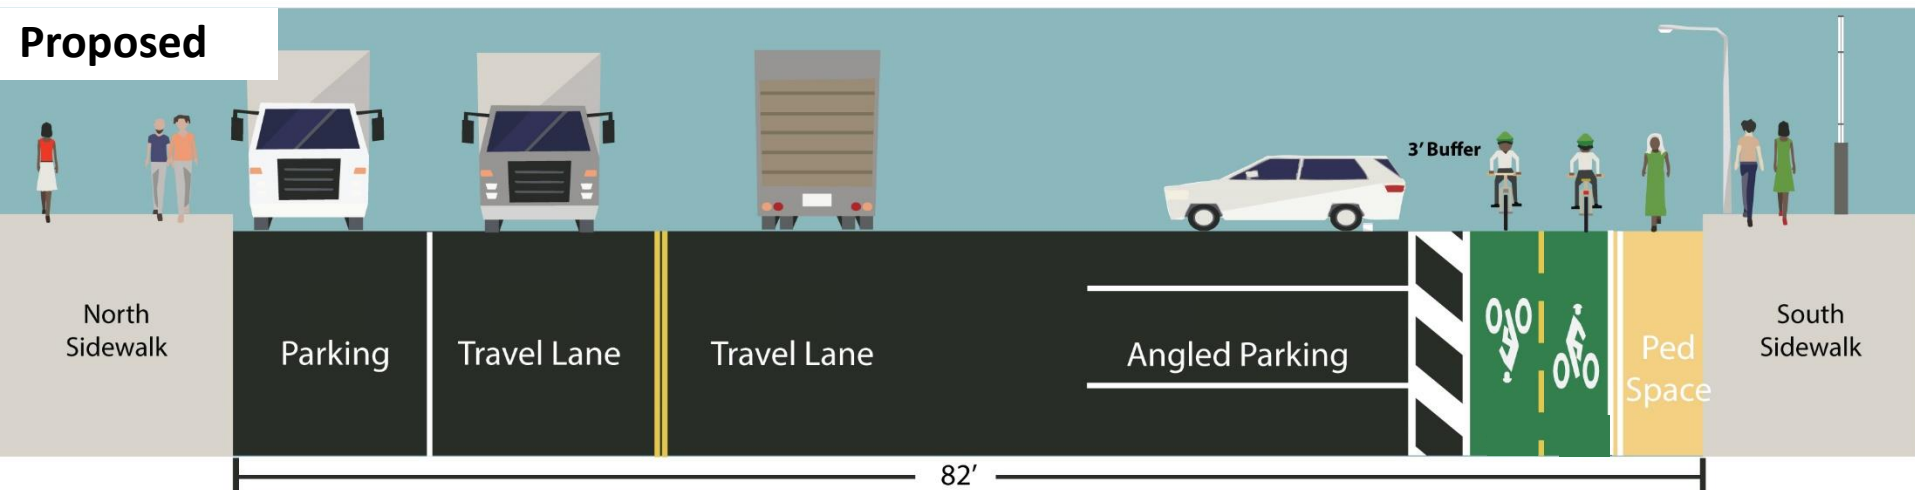 Proposed
3' Buffer
North
Sidewalk
Parking
Travel Lane
Travel Lane
Angled Parking
Ped
Space
South
Sidewalk
82'